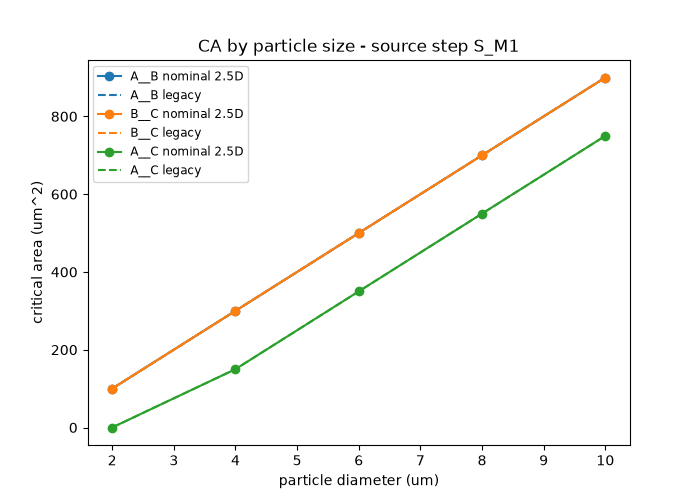 CA by particle size - source step S_M1
A__B nominal 2.5D
A__B legacy
B__C nominal 2.5D
B__C legacy
A__C nominal 2.5D
A__C legacy
critical area (um^2)
800
600
400
200
0
2 3 4 5 6 7 8 9 10
particle diameter (um)